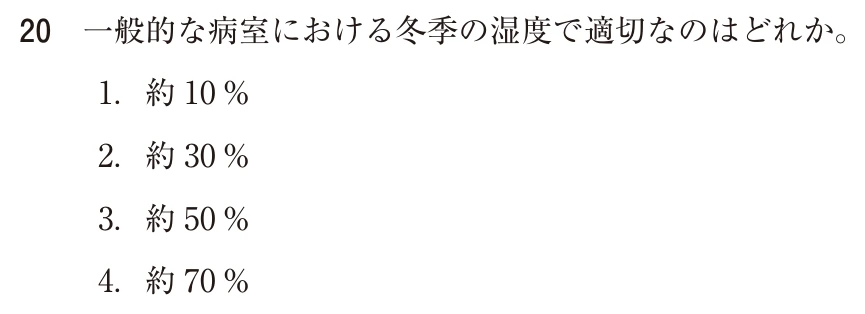 20 一般的な病室における冬季の湿度で適切なのはどれか。
1. 約 10 %
2. 約 30 %
3. 約 50 %
4. 約 70 %